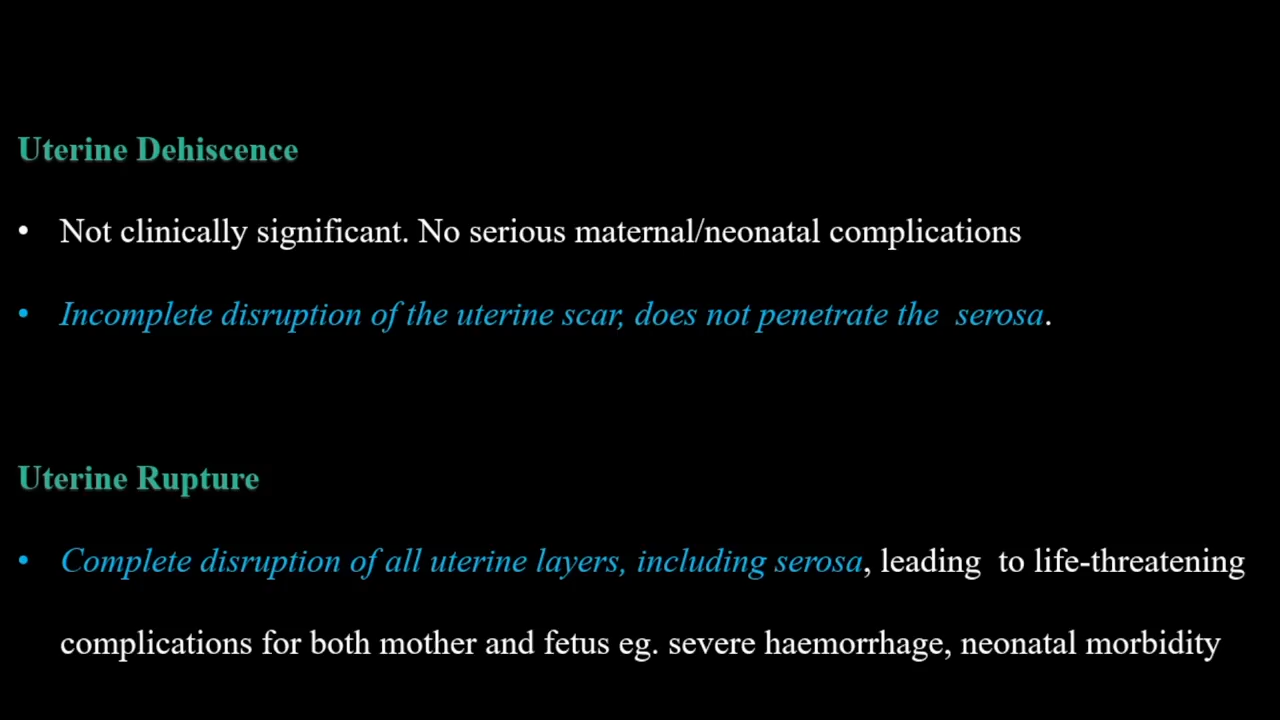 Uterine Dehiscence
• Not clinically significant. No serious maternal/neonatal complications
• Incomplete disruption of the uterine scar, does not penetrate the  serosa.
Uterine Rupture
• Complete disruption of all uterine layers, including serosa, leading  to life-threatening
complications for both mother and fetus eg. severe haemorrhage, neonatal morbidity